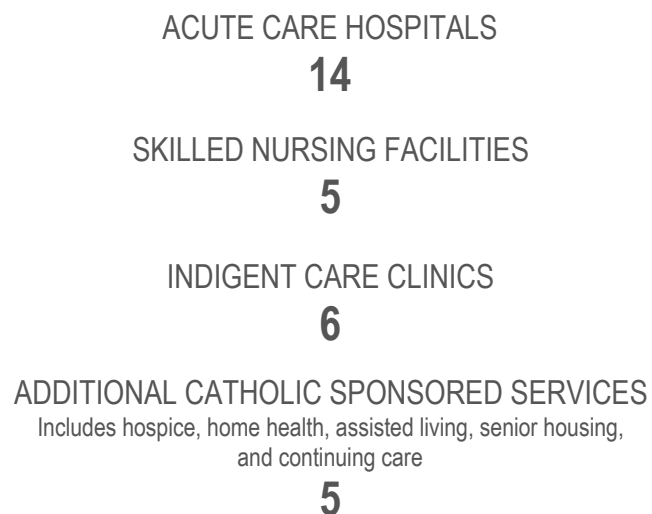 ACUTE CARE HOSPITALS
14
SKILLED NURSING FACILITIES
5
INDIGENT CARE CLINICS
6
ADDITIONAL CATHOLIC SPONSORED SERVICES
Includes hospice, home health, assisted living, senior housing,
and continuing care
5